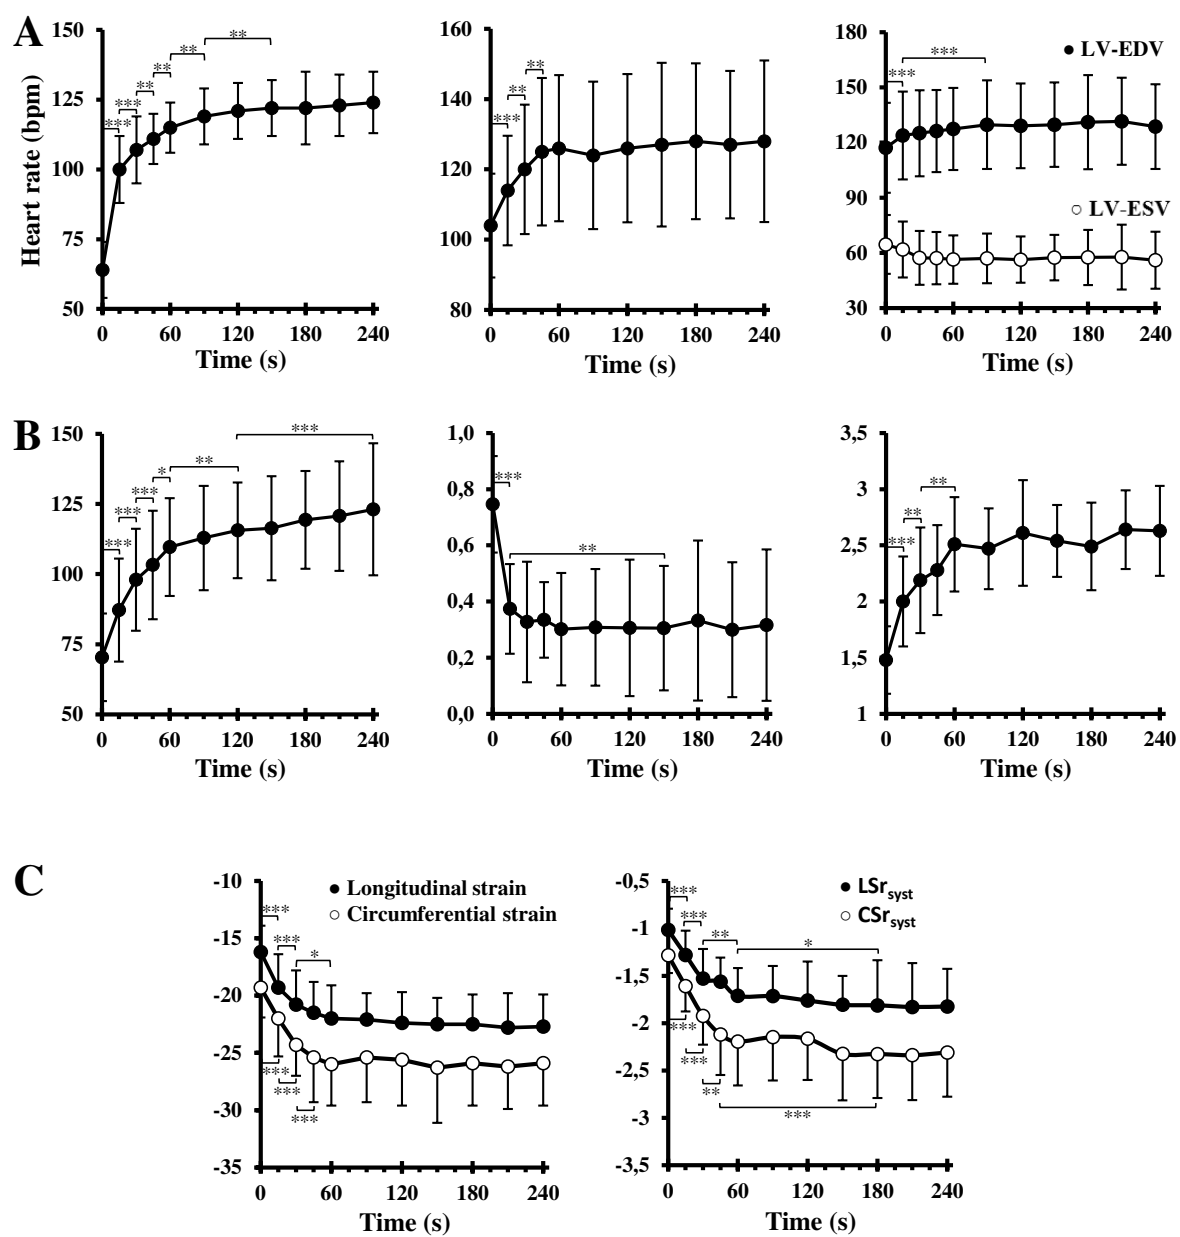 A
Heart rate (bpm)
150
125
100
75
50
*** *** ** ** ** **
0 60 120 180 240
Time (s)
160
140
120
100
80
*** ** **
0 60 120 180 240
Time (s)
180
150
120
90
60
30
*** ***
LV-EDV
LV-ESV
0 60 120 180 240
Time (s)
B
150
125
100
75
50
*** *** *** * ** ***
0 60 120 180 240
Time (s)
1,0
0,8
0,6
0,4
0,2
0,0
*** **
0 60 120 180 240
Time (s)
3,5
3
2,5
2
1,5
1
*** ** **
0 60 120 180 240
Time (s)
C
-10
-15
-20
-25
-30
-35
Longitudinal strain
Circumferential strain
*** *** *
*** *** ***
0 60 120 180 240
Time (s)
-0,5
-1
-1,5
-2
-2,5
-3
-3,5
LSrsyst
CSrsyst
*** *** ** *
*** *** ** ***
0 60 120 180 240
Time (s)